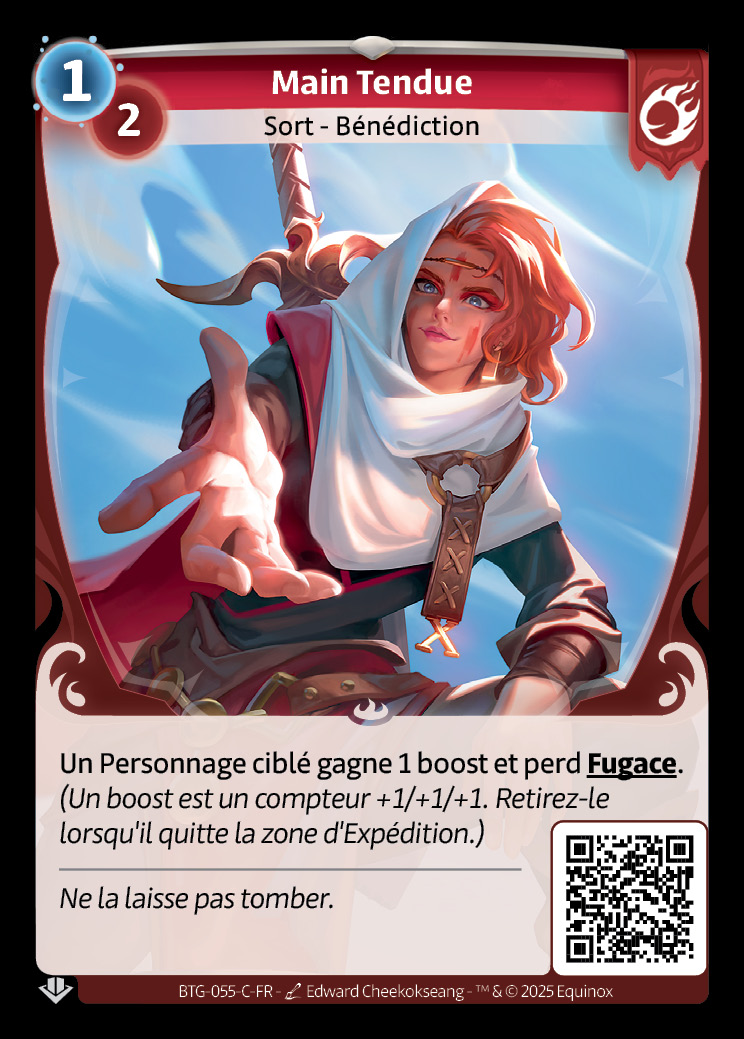 1
Main Tendue
2
Sort - Bénédiction
Un Personnage ciblé gagne 1 boost et perd Fugace.
(Un boost est un compteur +1/+1/+1. Retirez-le
lorsqu'il quitte la zone d'Expédition.)
Ne la laisse pas tomber.
BTG-055-C-FR - Edward Cheekokseang - ™ & © 2025 Equinox